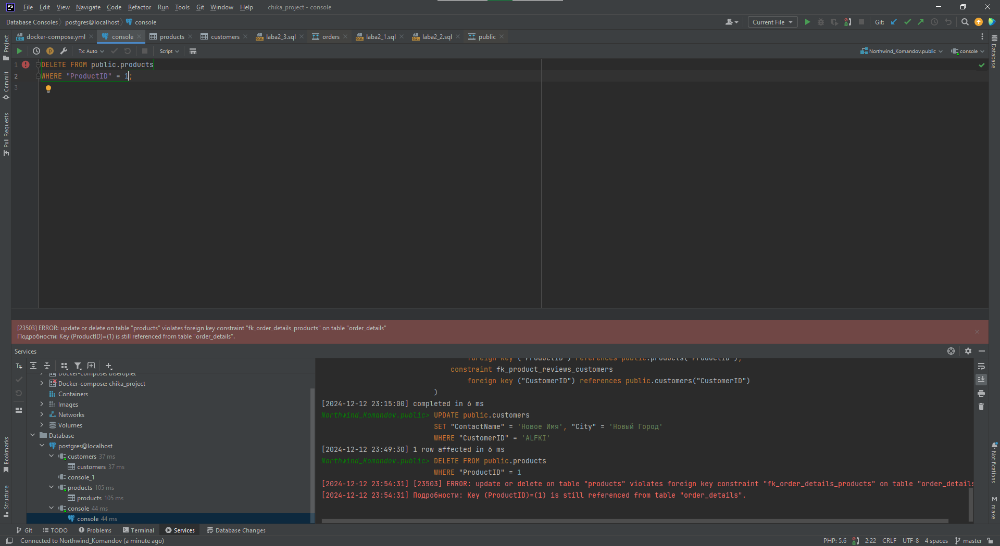 PS File Edit View Navigate Code Refactor Run Tools Git Window Help chika_project - console
Database Consoles postgres@localhost console
Current File Git:
docker-compose.yml console products customers laba2_3.sql orders laba2_1.sql laba2_2.sql public
Tx: Auto Script Northwind_Komandov.public console
1 DELETE FROM public.products
2 WHERE "ProductID" = 1;
3
Project
Commit
Pull Requests
Bookmarks
Structure
Database
Notifications
make
[23503] ERROR: update or delete on table "products" violates foreign key constraint "fk_order_details_products" on table "order_details"
Подробности: Key (ProductID)=(1) is still referenced from table "order_details".
Services
Tx
Docker-compose: biseroplet
Docker-compose: chika_project
Containers
Images
Networks
Volumes
Database
postgres@localhost
customers 37 ms
customers 37 ms
console_1
products 105 ms
products 105 ms
console 44 ms
console 44 ms
foreign key ("ProductID") references public.products("ProductID"),
constraint fk_product_reviews_customers
foreign key ("CustomerID") references public.customers("CustomerID")
)
[2024-12-12 23:15:00] completed in 6 ms
Northwind_Komandov.public> UPDATE public.customers
SET "ContactName" = 'Новое Имя', "City" = 'Новый Город'
WHERE "CustomerID" = 'ALFKI'
[2024-12-12 23:49:30] 1 row affected in 6 ms
Northwind_Komandov.public> DELETE FROM public.products
WHERE "ProductID" = 1
[2024-12-12 23:54:31] [23503] ERROR: update or delete on table "products" violates foreign key constraint "fk_order_details_products" on table "order_details
[2024-12-12 23:54:31] Подробности: Key (ProductID)=(1) is still referenced from table "order_details".
Git TODO Problems Terminal Services Database Changes
Connected to Northwind_Komandov (a minute ago) PHP: 5.6 2:22 CRLF UTF-8 4 spaces master